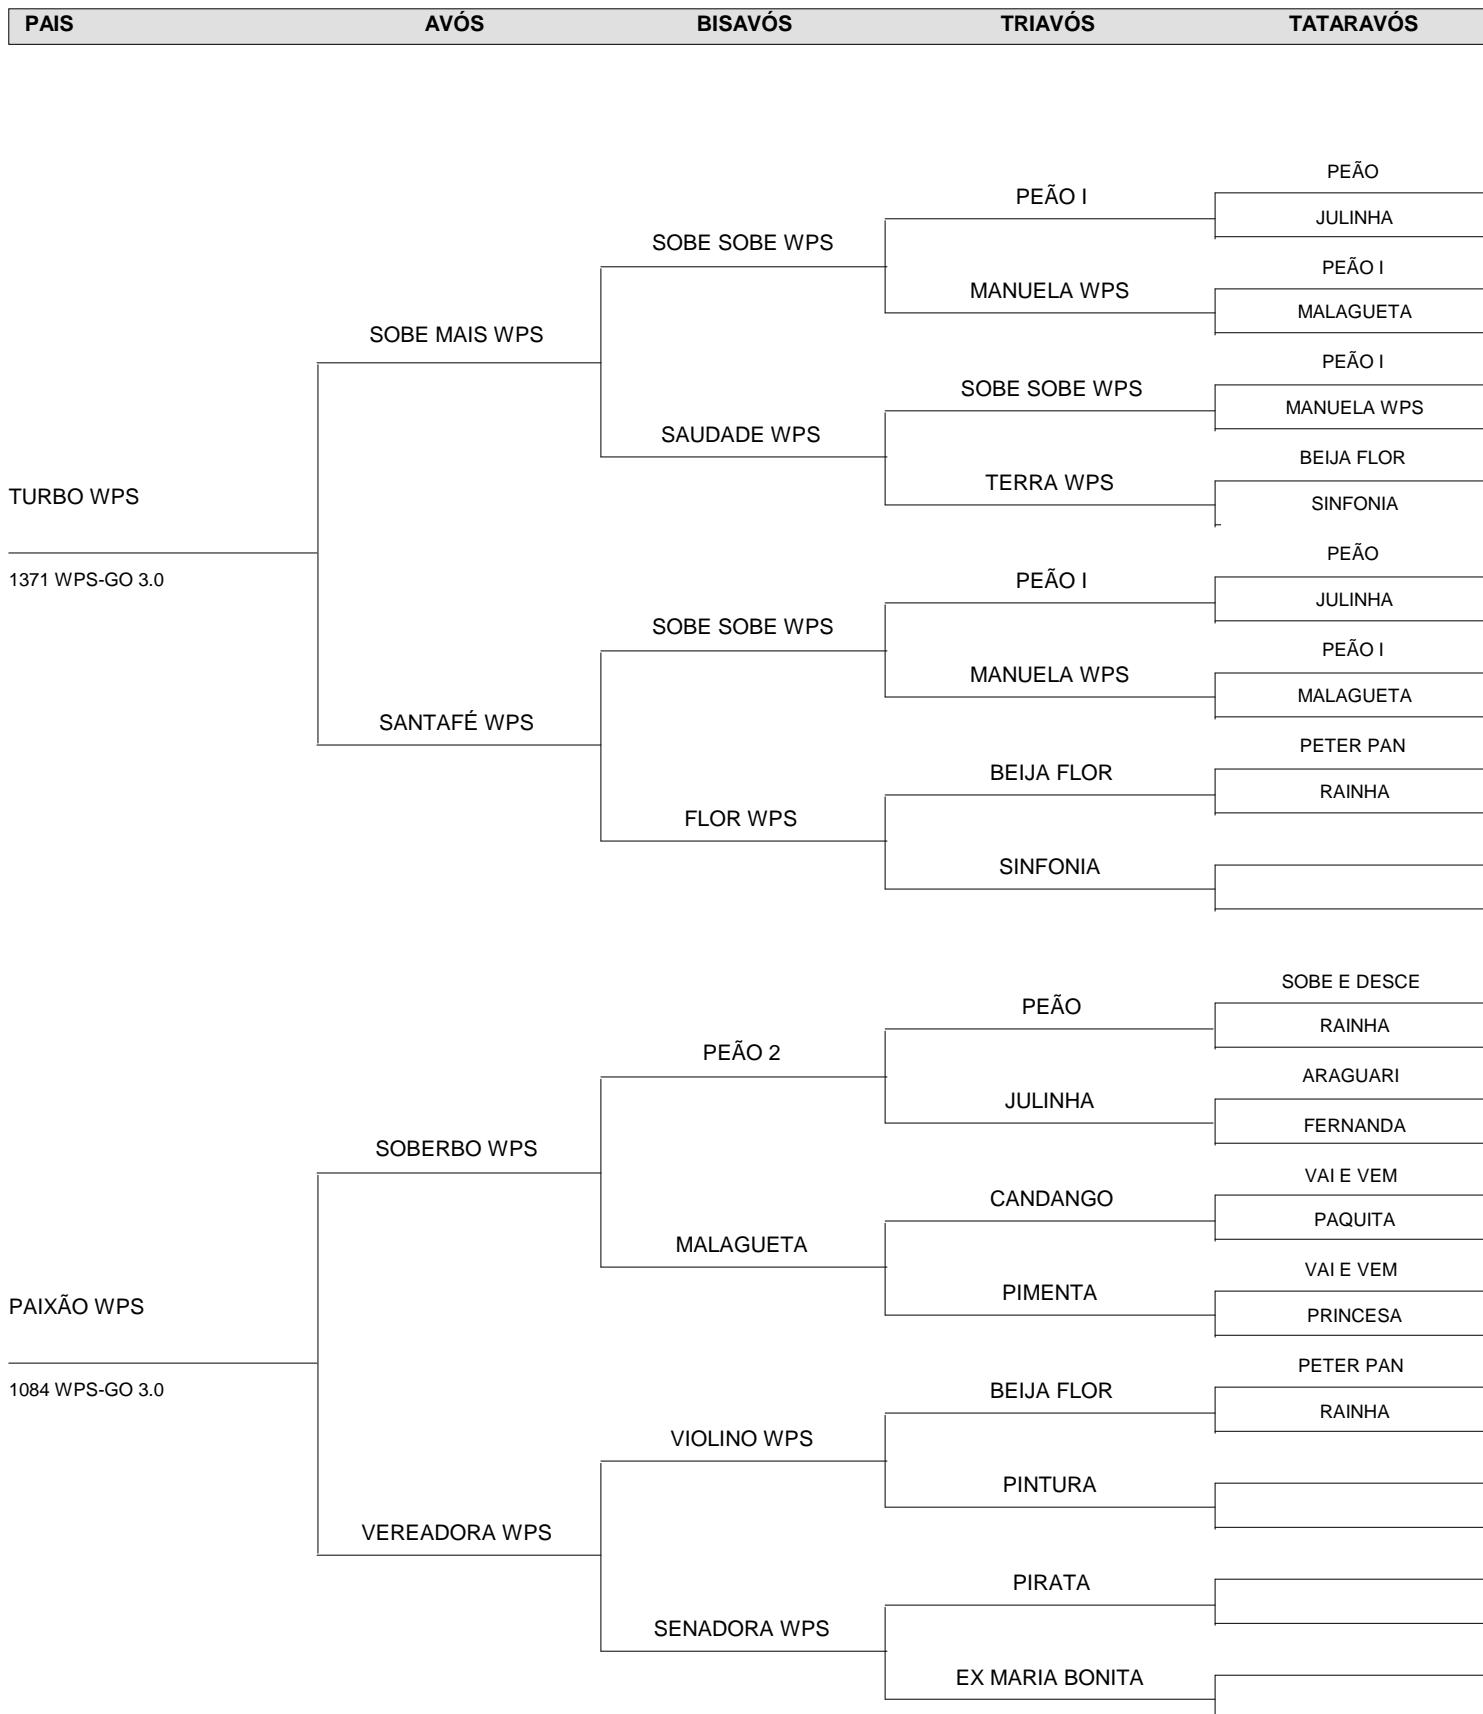 PAIS AVÓS BISAVÓS TRIAVÓS TATARAVÓS
PEÃO
PEÃO I
JULINHA
SOBE SOBE WPS
PEÃO I
MANUELA WPS
MALAGUETA
SOBE MAIS WPS
PEÃO I
SOBE SOBE WPS
MANUELA WPS
SAUDADE WPS
BEIJA FLOR
TERRA WPS
TURBO WPS
SINFONIA
PEÃO
1371 WPS-GO 3.0
PEÃO I
JULINHA
SOBE SOBE WPS
PEÃO I
MANUELA WPS
MALAGUETA
SANTAFÉ WPS
PETER PAN
BEIJA FLOR
RAINHA
FLOR WPS
SINFONIA
SOBE E DESCE
PEÃO
RAINHA
PEÃO 2
ARAGUARI
JULINHA
FERNANDA
SOBERBO WPS
VAI E VEM
CANDANGO
PAQUITA
MALAGUETA
VAI E VEM
PIMENTA
PAIXÃO WPS
PRINCESA
PETER PAN
1084 WPS-GO 3.0
BEIJA FLOR
RAINHA
VIOLINO WPS
PINTURA
VEREADORA WPS
PIRATA
SENADORA WPS
EX MARIA BONITA